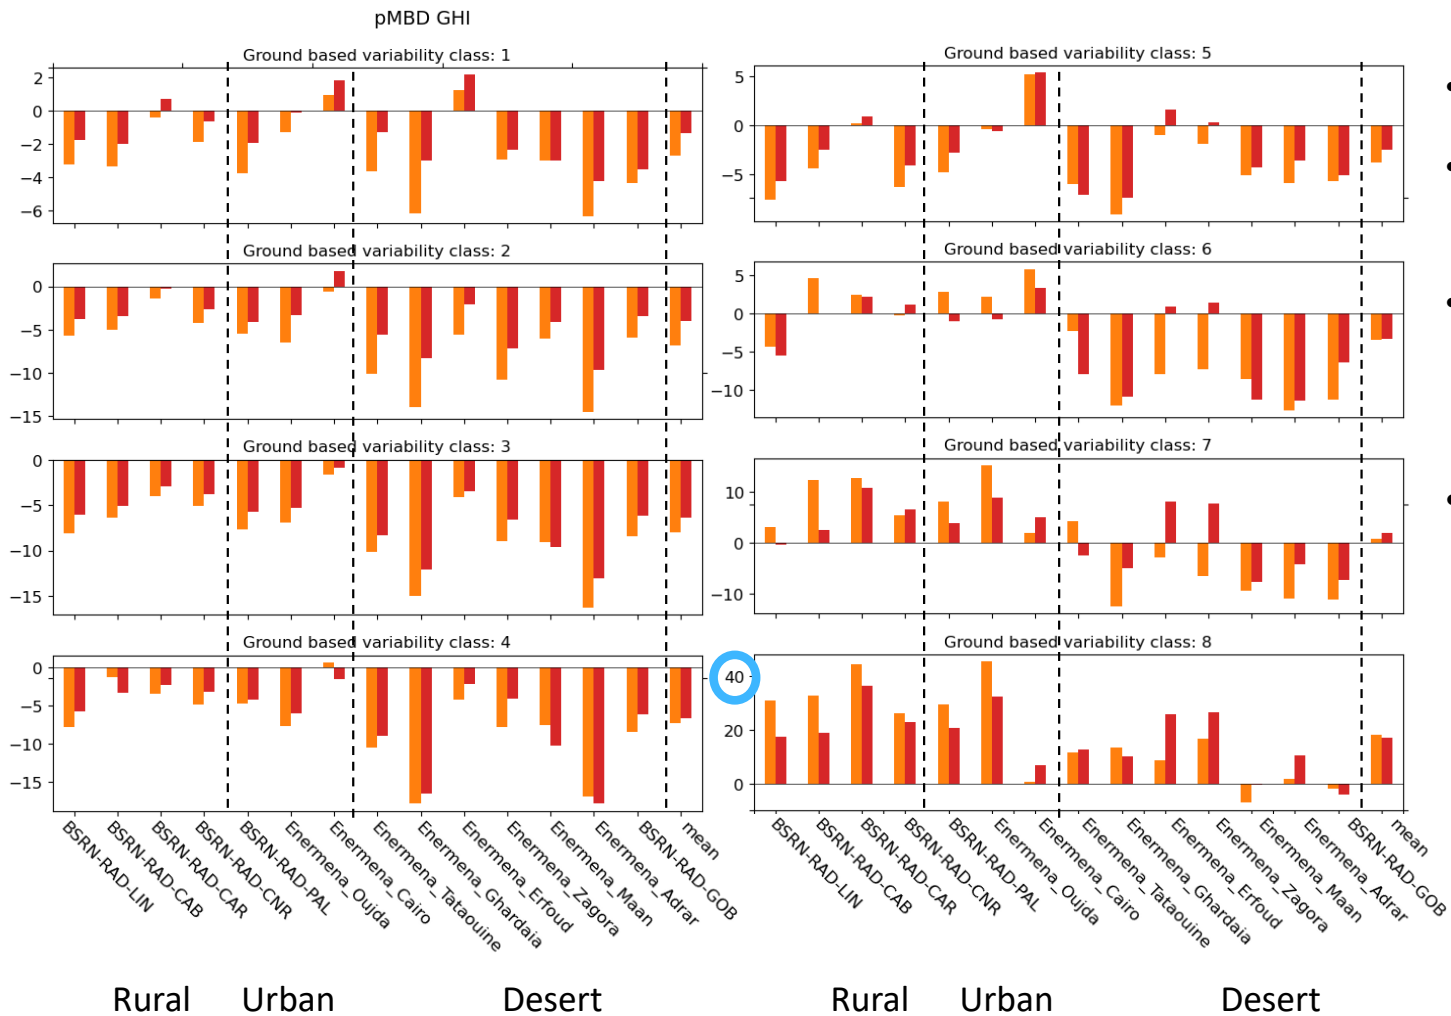 pMBD GHI
Ground based variability class: 1
2
0
−2
−4
−6
Ground based variability class: 2
0
−5
−10
−15
Ground based variability class: 3
0
−5
−10
−15
Ground based variability class: 4
0
−5
−10
−15
BSRN-RAD-LIN
BSRN-RAD-CAB
BSRN-RAD-CAR
BSRN-RAD-CNR
BSRN-RAD-PAL
Enermena_Oujda
Enermena_Cairo
Enermena_Tataouine
Enermena_Ghardaia
Enermena_Erfoud
Enermena_Zagora
Enermena_Maan
Enermena_Adrar
BSRN-RAD-GOB
mean
Rural Urban Desert
Ground based variability class: 5
5
0
−5
Ground based variability class: 6
5
0
−5
−10
Ground based variability class: 7
10
0
−10
Ground based variability class: 8
40
20
0
BSRN-RAD-LIN
BSRN-RAD-CAB
BSRN-RAD-CAR
BSRN-RAD-CNR
BSRN-RAD-PAL
Enermena_Oujda
Enermena_Cairo
Enermena_Tataouine
Enermena_Ghardaia
Enermena_Erfoud
Enermena_Zagora
Enermena_Maan
Enermena_Adrar
BSRN-RAD-GOB
mean
Rural Urban Desert